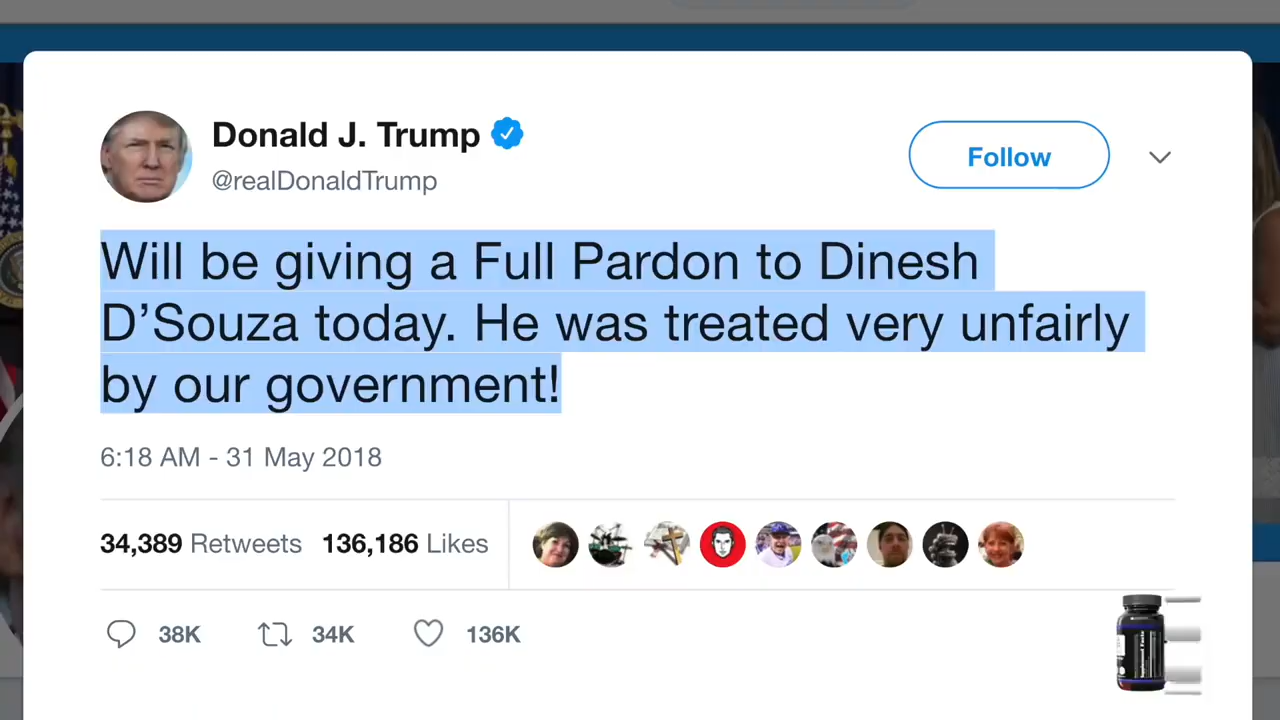 Donald J. Trump
@realDonaldTrump
Follow
Will be giving a Full Pardon to Dinesh
D’Souza today. He was treated very unfairly
by our government!
6:18 AM - 31 May 2018
34,389 Retweets 136,186 Likes
38K 34K 136K